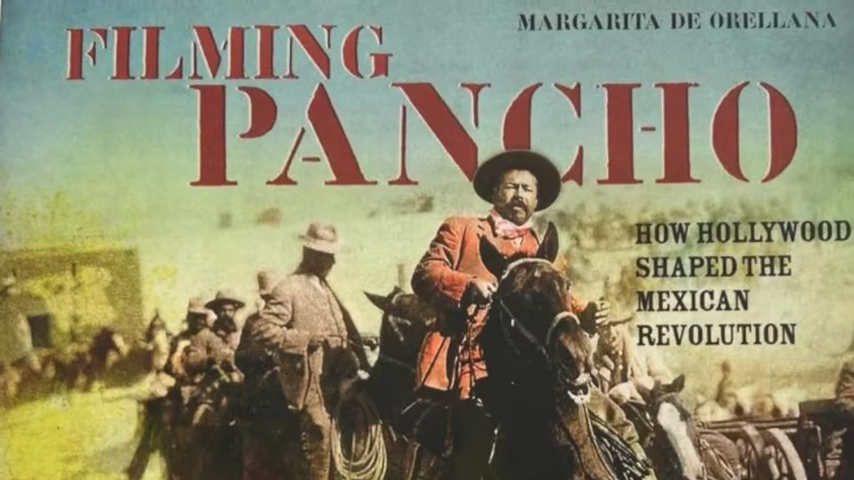 MARGARITA DE ORELLANA
FILMING
PANCHO
HOW HOLLYWOOD
SHAPED THE
MEXICAN
REVOLUTION